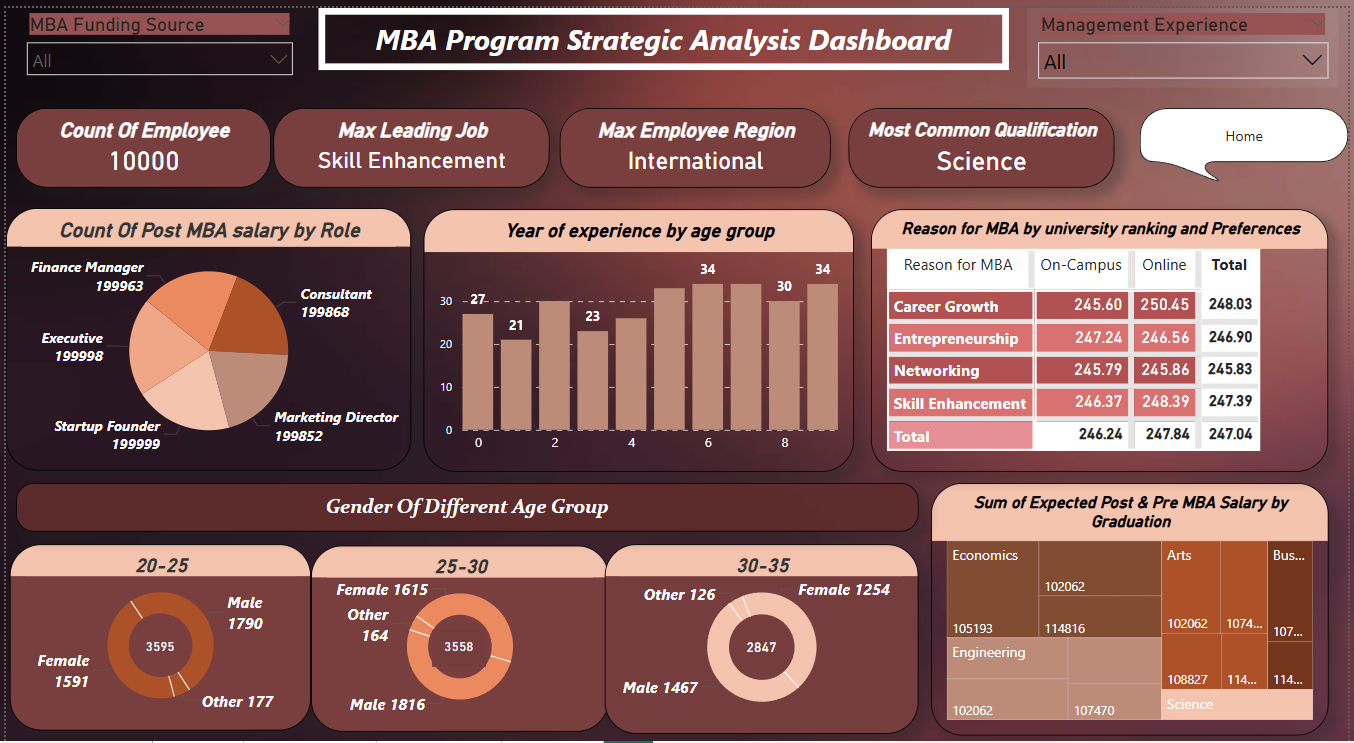 MBA Funding Source
All
MBA Program Strategic Analysis Dashboard
Management Experience
All
Count Of Employee
10000
Max Leading Job
Skill Enhancement
Max Employee Region
International
Most Common Qualification
Science
Home
Count Of Post MBA salary by Role
Finance Manager
199963
Consultant
199868
Executive
199998
Startup Founder
199999
Marketing Director
199852
Year of experience by age group
34
34
30
27
30
23
21
20
10
0
0
2
4
6
8
Reason for MBA by university ranking and Preferences
Reason for MBA On-Campus Online Total
Career Growth 245.60 250.45 248.03
Entrepreneurship 247.24 246.56 246.90
Networking 245.79 245.86 245.83
Skill Enhancement 246.37 248.39 247.39
Total 246.24 247.84 247.04
Gender Of Different Age Group
20-25
Male
1790
3595
Female
1591
Other 177
25-30
Female 1615
Other
164
3558
Male 1816
30-35
Other 126
Female 1254
2847
Male 1467
Sum of Expected Post & Pre MBA Salary by
Graduation
Economics
102062
105193
114816
Engineering
102062
107470
Arts
102062
1074...
108827
114...
Bus...
107...
114...
Science